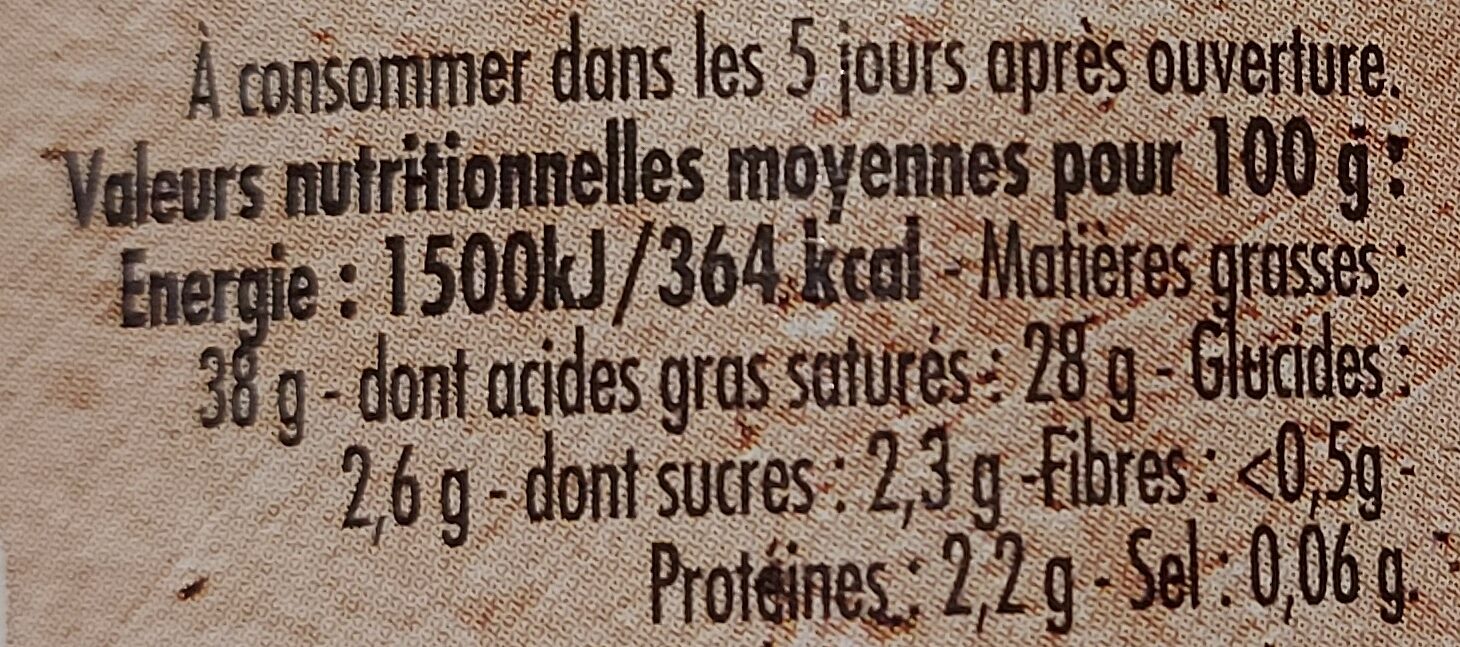 À consommer dans les 5 jours après ouverture.
Valeurs nutritionnelles moyennes pour 100 g :
Energie : 1500kJ/364 kcal - Matières grasses :
38 g - dont acides gras saturés : 28 g - Glucides :
2,6 g - dont sucres : 2,3 g -Fibres : <0,5g -
Protéines : 2,2 g - Sel : 0,06 g.